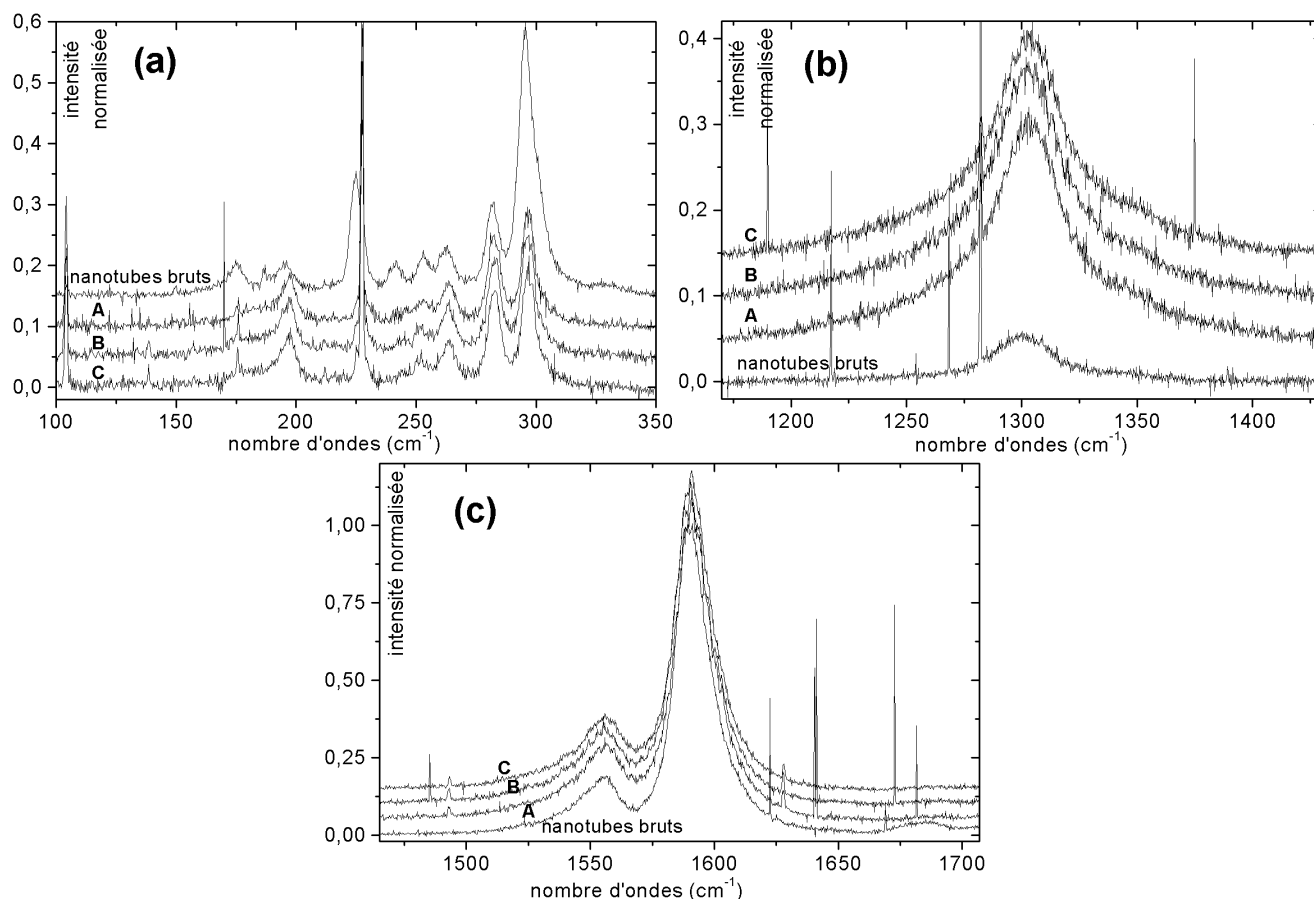 (a)
intensité
normalisée
0,6
0,5
0,4
0,3
0,2
0,1
0,0
nanotubes bruts
A
B
C
100
150
200
250
300
350
nombre d'ondes (cm-1)
(b)
intensité
normalisée
0,4
0,3
0,2
0,1
0,0
C
B
A
nanotubes bruts
1200
1250
1300
1350
1400
nombre d'ondes (cm-1)
(c)
intensité normalisée
1,00
0,75
0,50
0,25
0,00
C
B
A
nanotubes bruts
1500
1550
1600
1650
1700
nombre d'ondes (cm-1)